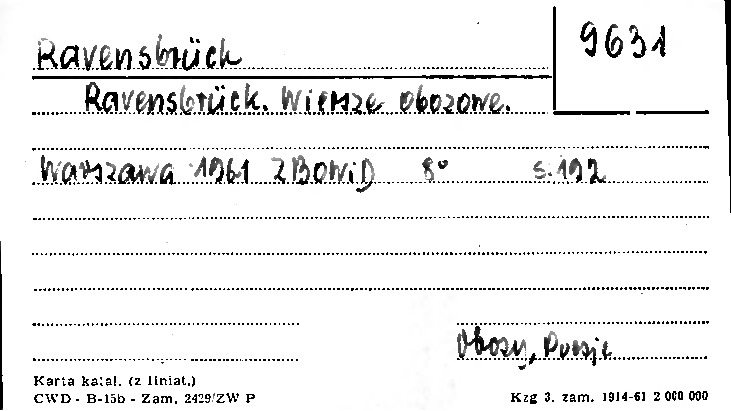 9631
Ravensbrück
Ravensbrück. Wiersze obozowe.
Warszawa 1961 ZBOWiD 8° s. 192
Obozy, Poezje
Karta katal. (z liniat.)
CWD - B-15b - Zam. 2429/ZW P
Kzg 3. zam. 1914-61 2 000 000